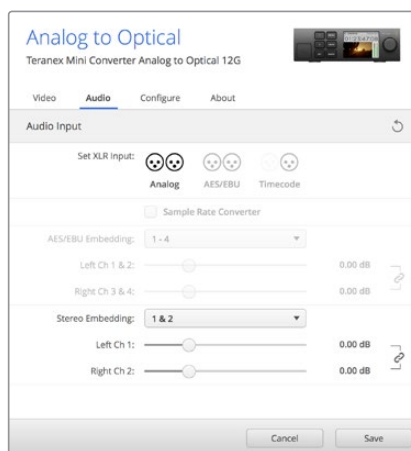 Analog to Optical
Teranex Mini Converter Analog to Optical 12G
Video Audio Configure About
Audio Input
Set XLR Input:
Analog AES/EBU Timecode
Sample Rate Converter
AES/EBU Embedding: 1 - 4
Left Ch 1 & 2: 0.00 dB
Right Ch 3 & 4: 0.00 dB
Stereo Embedding: 1 & 2
Left Ch 1: 0.00 dB
Right Ch 2: 0.00 dB
Cancel Save